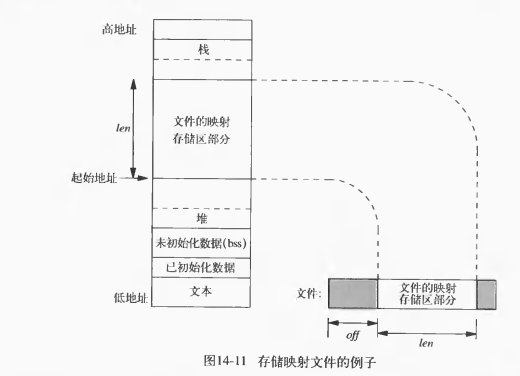 高地址
栈
len
文件的映射
存储区部分
起始地址
堆
未初始化数据(bss)
已初始化数据
低地址
文本
文件:
文件的映射
存储区部分
off
len
图14-11 存储映射文件的例子